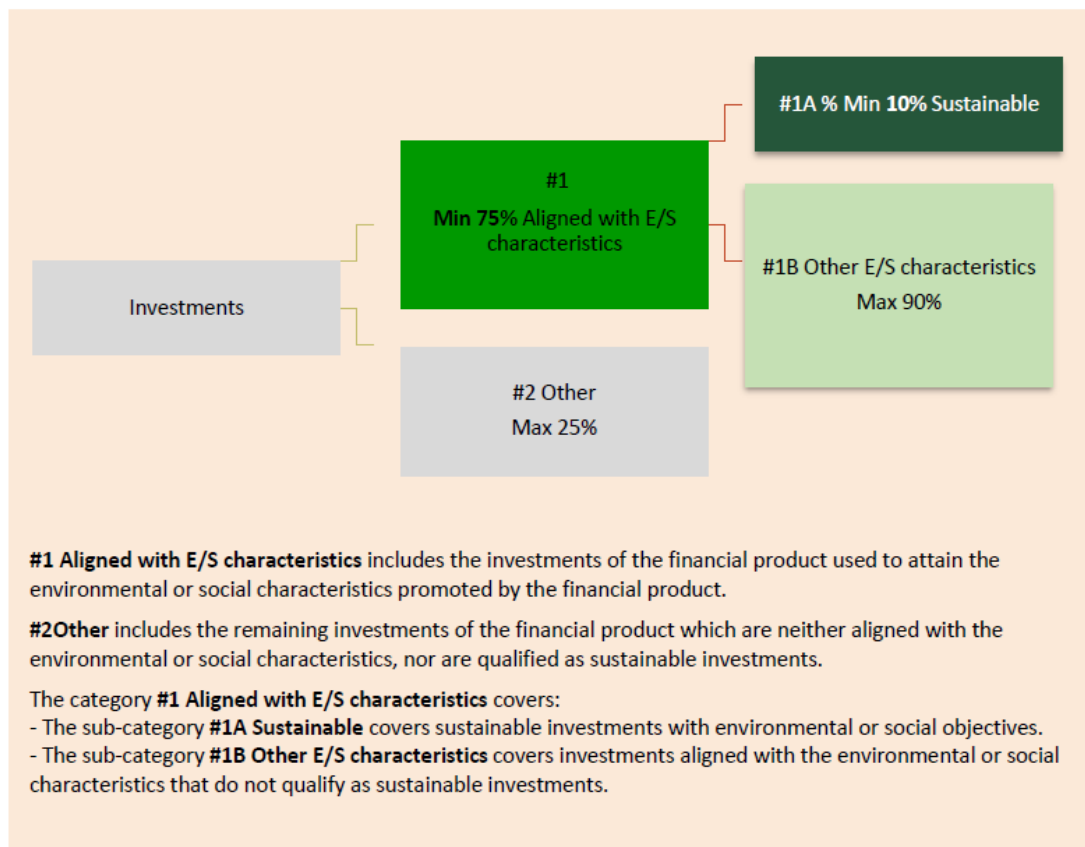 #1A % Min 10% Sustainable
#1
Min 75% Aligned with E/S
characteristics
#1B Other E/S characteristics
Max 90%
Investments
#2 Other
Max 25%
#1 Aligned with E/S characteristics includes the investments of the financial product used to attain the
environmental or social characteristics promoted by the financial product.
#2Other includes the remaining investments of the financial product which are neither aligned with the
environmental or social characteristics, nor are qualified as sustainable investments.
The category #1 Aligned with E/S characteristics covers:
- The sub-category #1A Sustainable covers sustainable investments with environmental or social objectives.
- The sub-category #1B Other E/S characteristics covers investments aligned with the environmental or social
characteristics that do not qualify as sustainable investments.